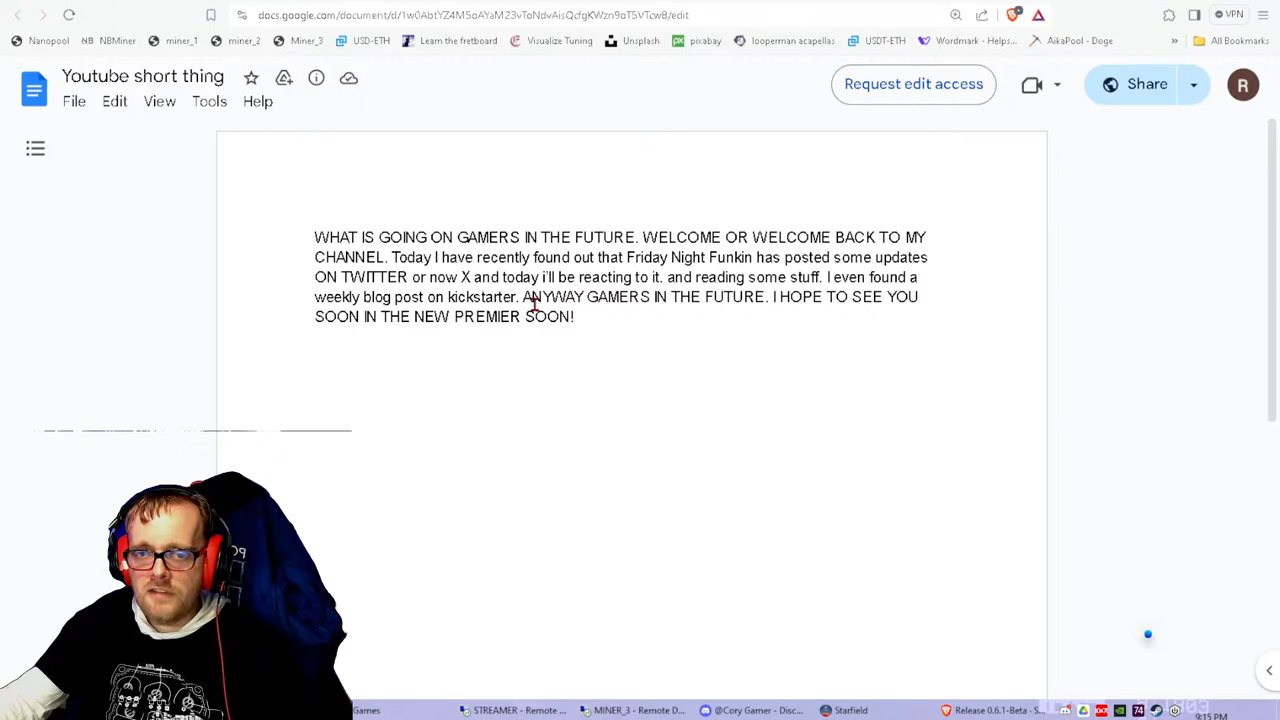 docs.google.com/document/d/1w0AbtYZ4M5aAYaM23vTaNdvAisQcfgKWzn9aT5VTcw8/edit
VPN
Nanopool NB NBMiner miner_1 miner_2 Miner_3 USD-ETH Learn the fretboard Visualize Tuning Unsplash pixabay looperman acapellas USDT-ETH Wordmark - Helps... AikaPool - Doge » All Bookmarks
Youtube short thing
Request edit access
Share
R
File Edit View Tools Help
WHAT IS GOING ON GAMERS IN THE FUTURE. WELCOME OR WELCOME BACK TO MY
CHANNEL. Today I have recently found out that Friday Night Funkin has posted some updates
ON TWITTER or now X and today i'll be reacting to it. and reading some stuff. I even found a
weekly blog post on kickstarter. ANYWAY GAMERS IN THE FUTURE. I HOPE TO SEE YOU
SOON IN THE NEW PREMIER SOON!
Games STREAMER - Remote ... MINER_3 - Remote D... @Cory Gamer - Disc... Starfield Release 0.6.1-Beta · S... 74
9:15 PM